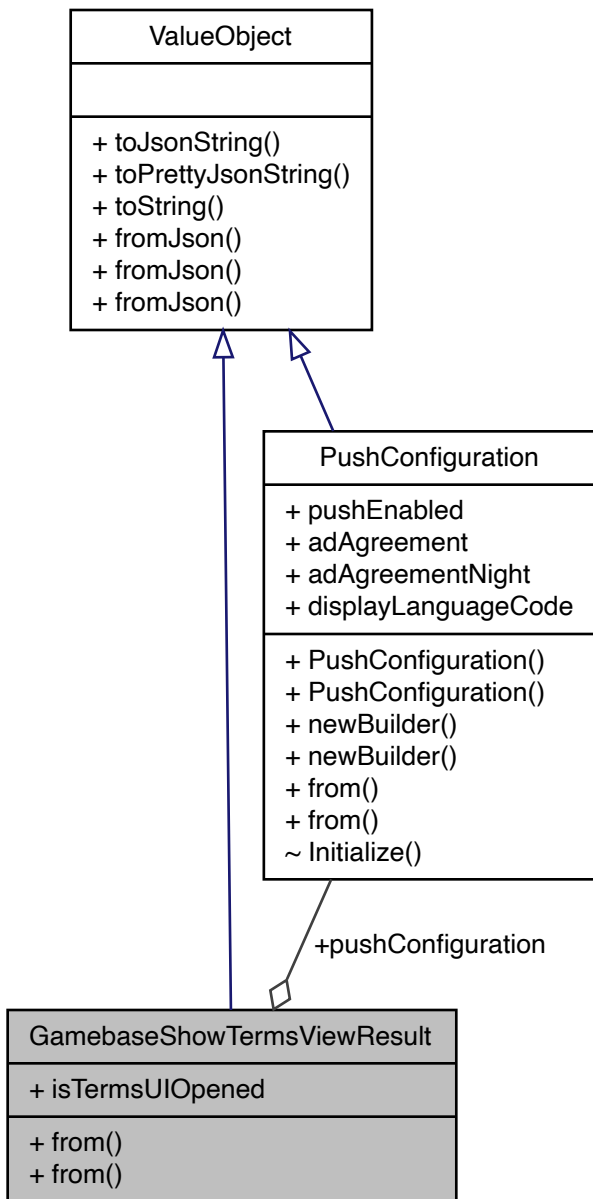 ValueObject
+ toJsonString()
+ toPrettyJsonString()
+ toString()
+ fromJson()
+ fromJson()
+ fromJson()
PushConfiguration
+ pushEnabled
+ adAgreement
+ adAgreementNight
+ displayLanguageCode
+ PushConfiguration()
+ PushConfiguration()
+ newBuilder()
+ newBuilder()
+ from()
+ from()
~ Initialize()
+pushConfiguration
GamebaseShowTermsViewResult
+ isTermsUIOpened
+ from()
+ from()